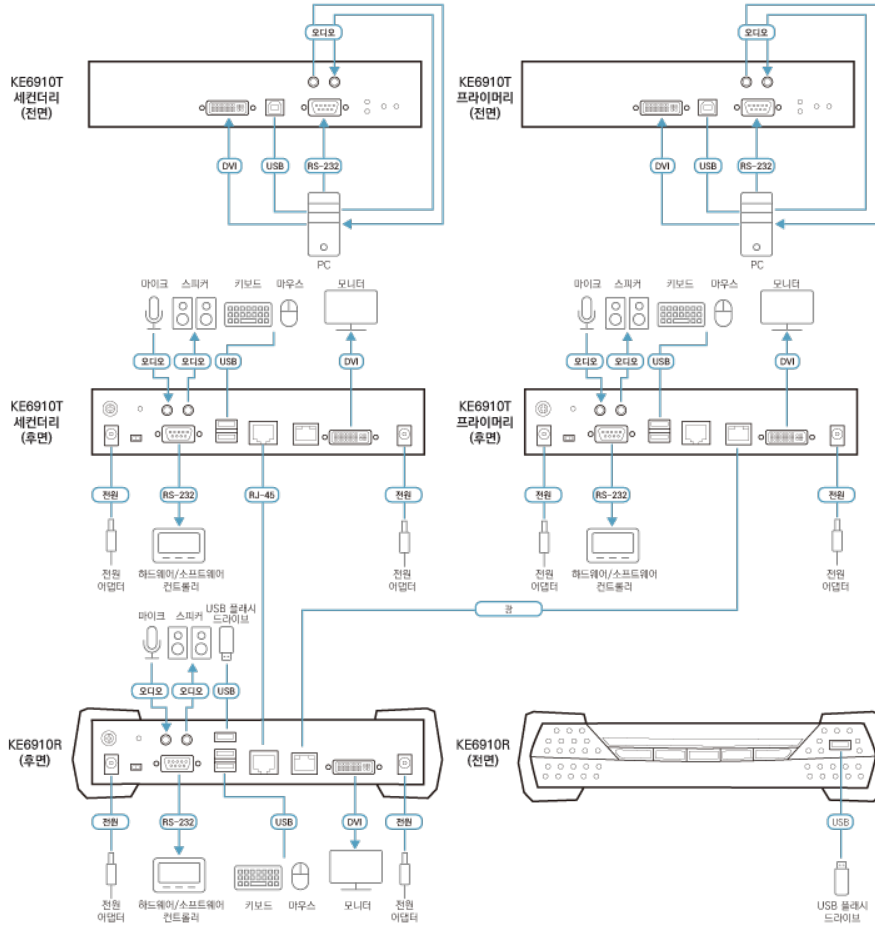 오디오
오디오
KE6910T
세컨더리
(전면)
KE6910T
프라이머리
(전면)
DVI
USB
RS-232
DVI
USB
RS-232
PC
PC
마이크
스피커
키보드
마우스
모니터
마이크
스피커
키보드
마우스
모니터
오디오
오디오
USB
DVI
오디오
오디오
USB
DVI
KE6910T
세컨더리
(후면)
KE6910T
프라이머리
(후면)
전원
RS-232
RJ-45
전원
전원
RS-232
전원
전원
어댑터
하드웨어/소프트웨어
컨트롤러
전원
어댑터
전원
어댑터
하드웨어/소프트웨어
컨트롤러
전원
어댑터
광
마이크
스피커
USB 플래시
드라이브
오디오
오디오
USB
KE6910R
(후면)
KE6910R
(전면)
전원
RS-232
USB
DVI
전원
USB
전원
어댑터
하드웨어/소프트웨어
컨트롤러
키보드
마우스
모니터
전원
어댑터
USB 플래시
드라이브